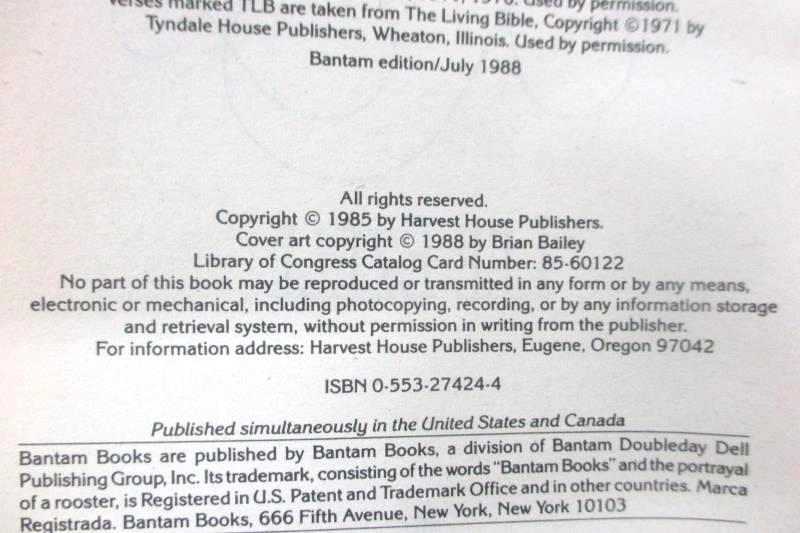 verses marked TLB are taken from The Living Bible, Copyright ©1971 by
Tyndale House Publishers, Wheaton, Illinois. Used by permission.
Bantam edition/July 1988
All rights reserved.
Copyright © 1985 by Harvest House Publishers.
Cover art copyright © 1988 by Brian Bailey
Library of Congress Catalog Card Number: 85-60122
No part of this book may be reproduced or transmitted in any form or by any means,
electronic or mechanical, including photocopying, recording, or by any information storage
and retrieval system, without permission in writing from the publisher.
For information address: Harvest House Publishers, Eugene, Oregon 97042
ISBN 0-553-27424-4
Published simultaneously in the United States and Canada
Bantam Books are published by Bantam Books, a division of Bantam Doubleday Dell
Publishing Group, Inc. Its trademark, consisting of the words "Bantam Books" and the portrayal
of a rooster, is Registered in U.S. Patent and Trademark Office and in other countries. Marca
Registrada. Bantam Books, 666 Fifth Avenue, New York, New York 10103